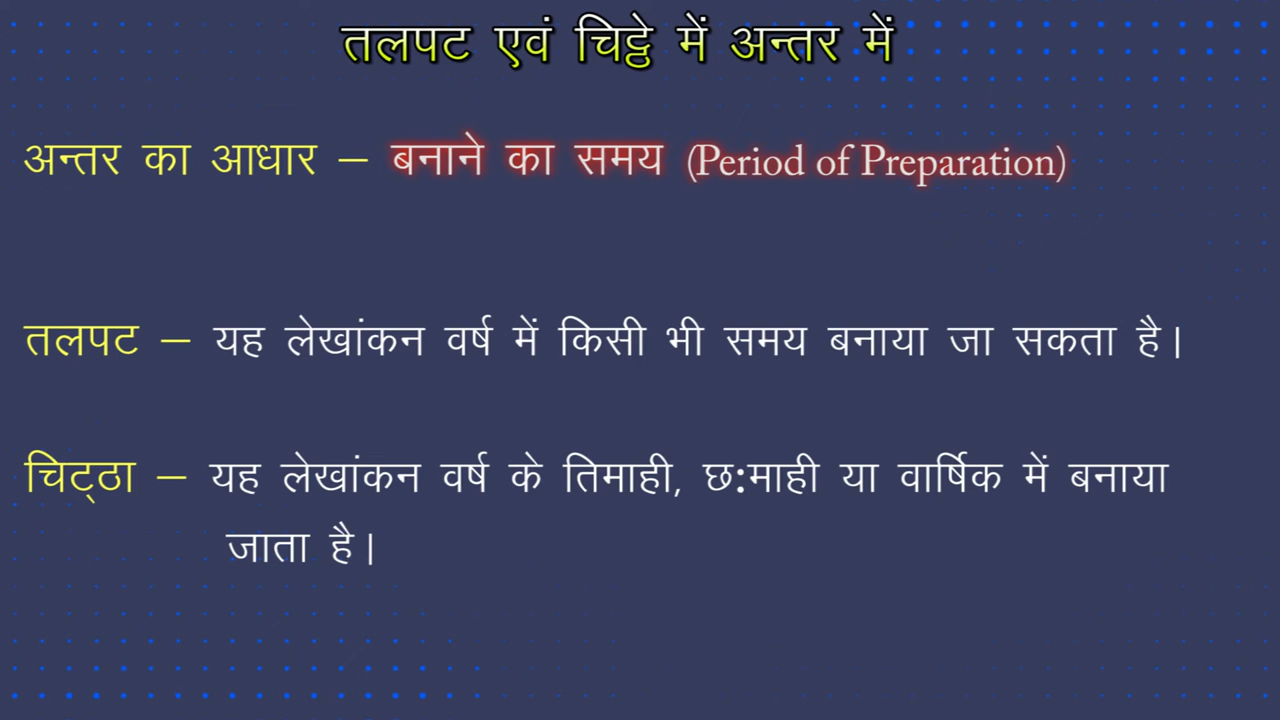 तलपट एवं चिट्ठे में अन्तर में
अन्तर का आधार – बनाने का समय (Period of Preparation)
तलपट – यह लेखांकन वर्ष में किसी भी समय बनाया जा सकता है।
चिट्‌ठा – यह लेखांकन वर्ष के तिमाही, छ:माही या वार्षिक में बनाया
जाता है।